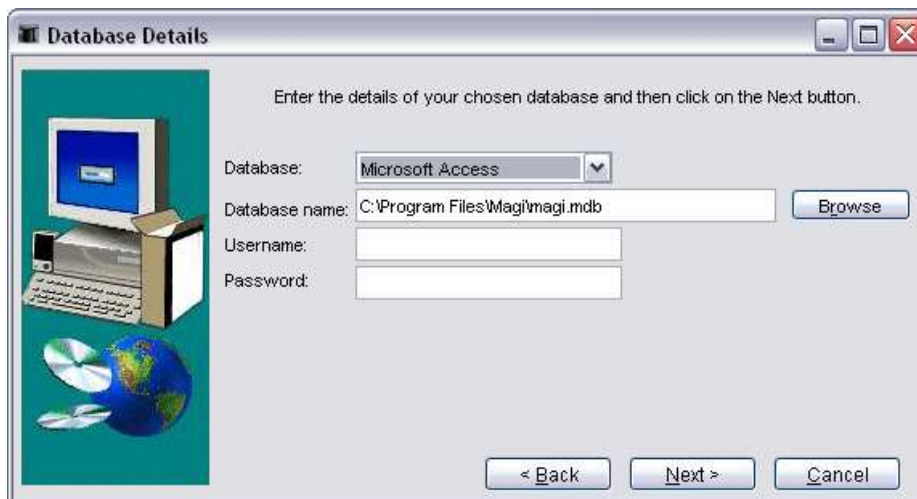 Database Details
Enter the details of your chosen database and then click on the Next button.
Database: Microsoft Access
Database name: C:\Program Files\Magi\magi.mdb Browse
Username:
Password:
< Back Next > Cancel